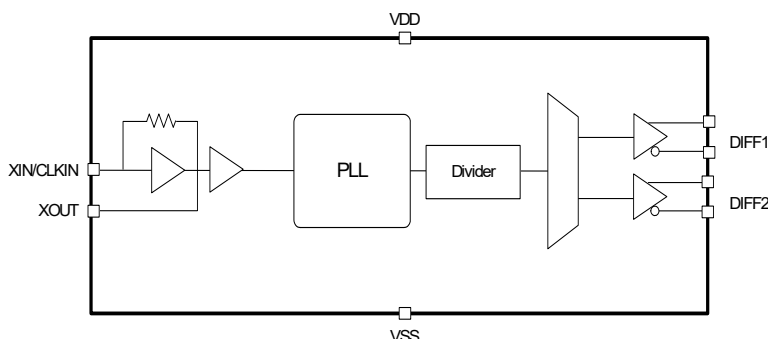 VDD
XIN/CLKIN
XOUT
PLL
Divider
DIFF1
DIFF2
VSS